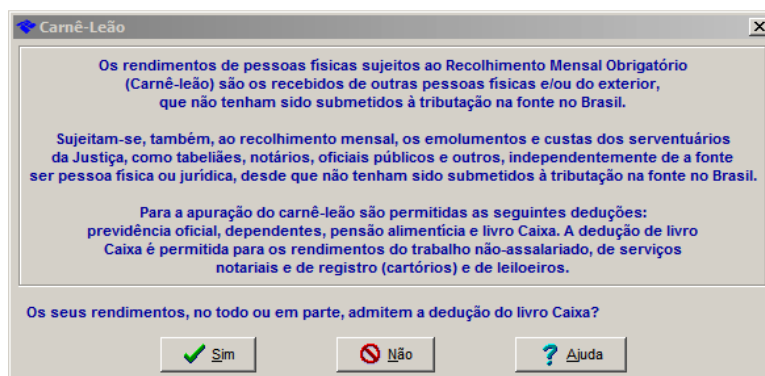 Carnê-Leão
Os rendimentos de pessoas físicas sujeitos ao Recolhimento Mensal Obrigatório
(Carnê-leão) são os recebidos de outras pessoas físicas e/ou do exterior,
que não tenham sido submetidos à tributação na fonte no Brasil.
Sujeitam-se, também, ao recolhimento mensal, os emolumentos e custas dos serventuários
da Justiça, como tabeliães, notários, oficiais públicos e outros, independentemente de a fonte
ser pessoa física ou jurídica, desde que não tenham sido submetidos à tributação na fonte no Brasil.
Para a apuração do carnê-leão são permitidas as seguintes deduções:
previdência oficial, dependentes, pensão alimentícia e livro Caixa. A dedução de livro
Caixa é permitida para os rendimentos do trabalho não-assalariado, de serviços
notariais e de registro (cartórios) e de leiloeiros.
Os seus rendimentos, no todo ou em parte, admitem a dedução do livro Caixa?
Sim Não Ajuda